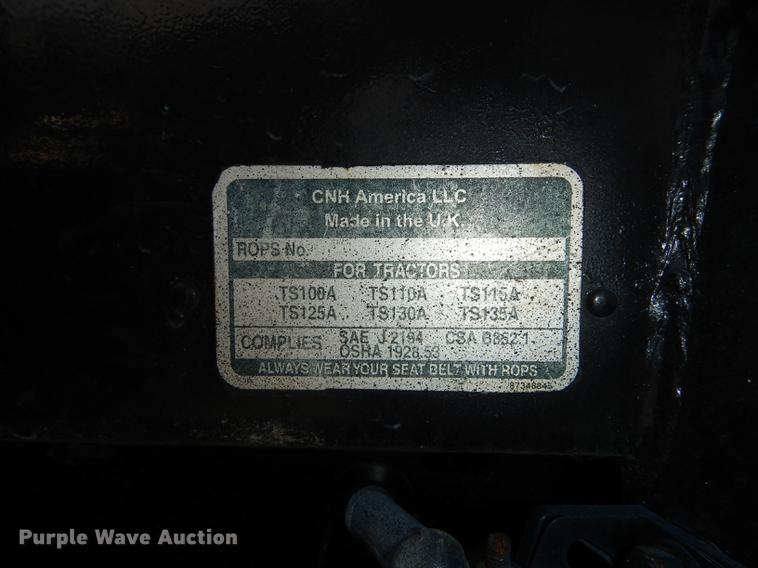 CNH America LLC
Made in the U.K.
ROPS No.
FOR TRACTORS
TS100A TS110A TS115A
TS125A TS130A TS135A
COMPLIES SAE J2194 CSA B352.1
OSHA 1928.53
ALWAYS WEAR YOUR SEAT BELT WITH ROPS
Purple Wave Auction